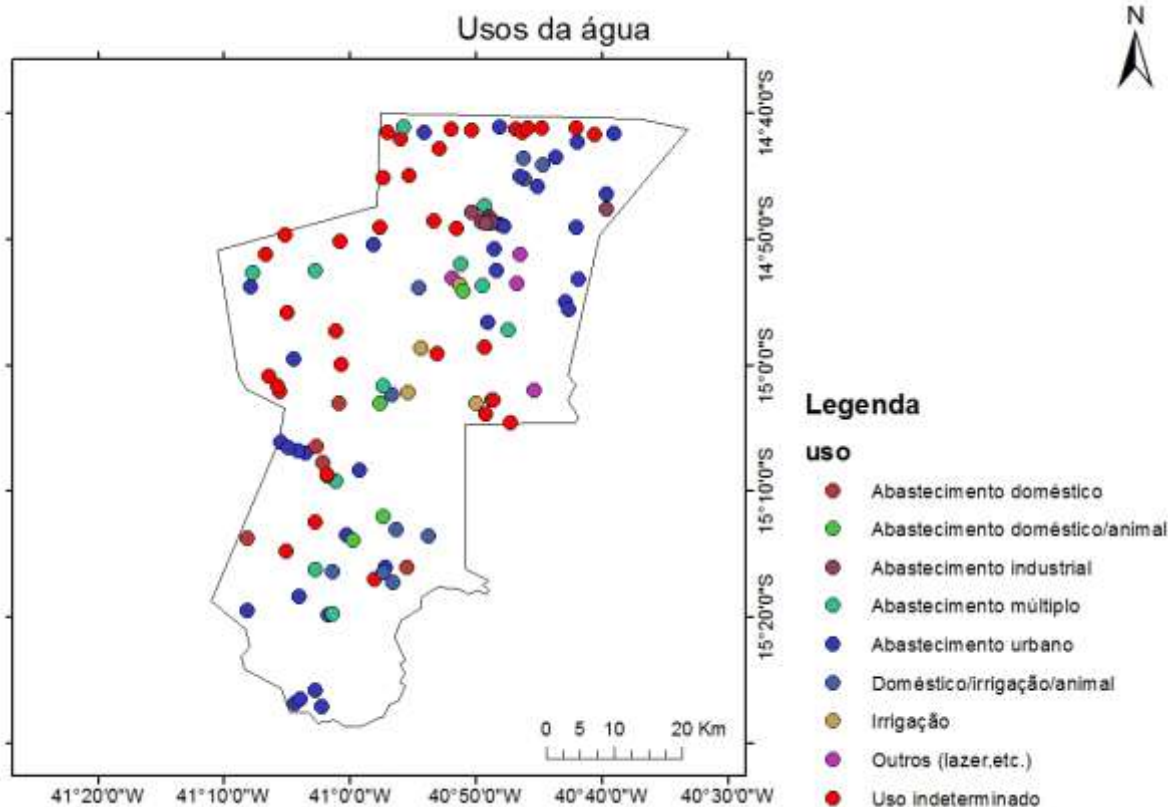 Usos da água
N
14°40'0"S
14°50'0"S
15°0'0"S
15°10'0"S
15°20'0"S
Legenda
uso
Abastecimento doméstico
Abastecimento doméstico/animal
Abastecimento industrial
Abastecimento múltiplo
Abastecimento urbano
Doméstico/irrigação/animal
Irrigação
Outros (lazer,etc.)
Uso indeterminado
0 5 10 20 Km
41°20'0"W 41°10'0"W 41°0'0"W 40°50'0"W 40°40'0"W 40°30'0"W